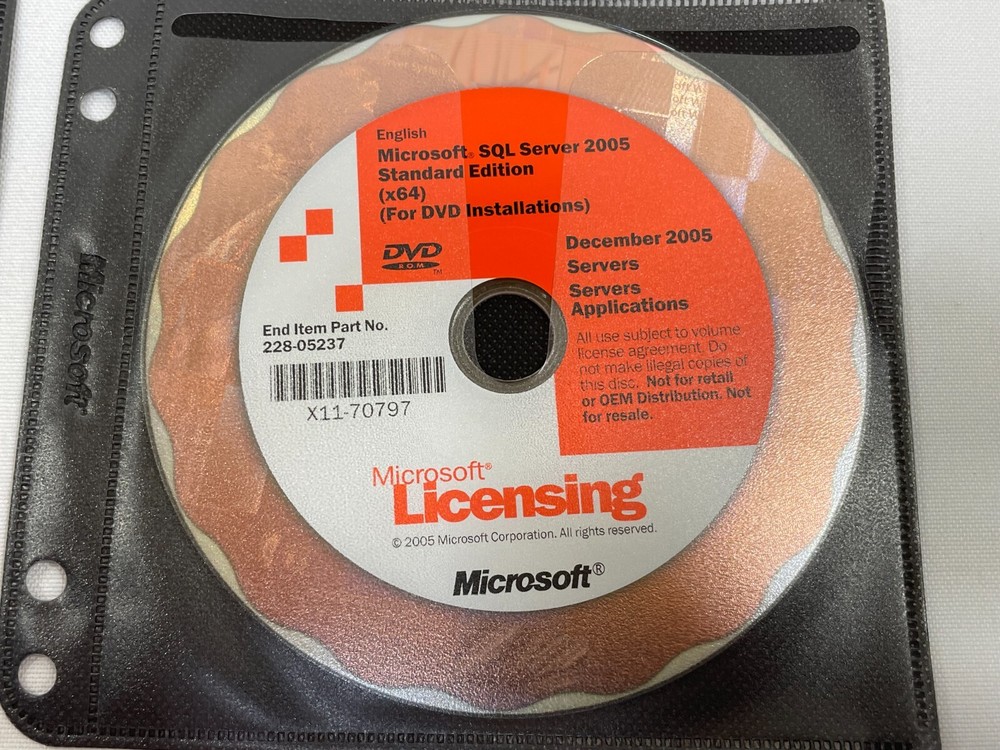 English
Microsoft® SQL Server 2005
Standard Edition
(x64)
(For DVD Installations)
DVD
ROM
TM
December 2005
Servers
Servers
Applications
End Item Part No.
228-05237
X11-70797
All use subject to volume
license agreement. Do
not make illegal copies of
this disc. Not for retail
or OEM Distribution. Not
for resale.
Microsoft®
Licensing
© 2005 Microsoft Corporation. All rights reserved.
Microsoft®
Microsoft